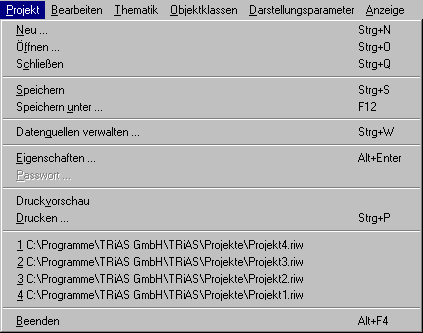 Projekt Bearbeiten Thematik Objektklassen Darstellungsparameter Anzeige
Neu ... Strg+N
Öffnen ... Strg+O
Schließen Strg+Q
Speichern Strg+S
Speichern unter ... F12
Datenquellen verwalten ... Strg+W
Eigenschaften ... Alt+Enter
Passwort ...
Druckvorschau
Drucken ... Strg+P
1 C:\Programme\TRiAS GmbH\TRiAS\Projekte\Projekt4.riw
2 C:\Programme\TRiAS GmbH\TRiAS\Projekte\Projekt3.riw
3 C:\Programme\TRiAS GmbH\TRiAS\Projekte\Projekt2.riw
4 C:\Programme\TRiAS GmbH\TRiAS\Projekte\Projekt1.riw
Beenden Alt+F4